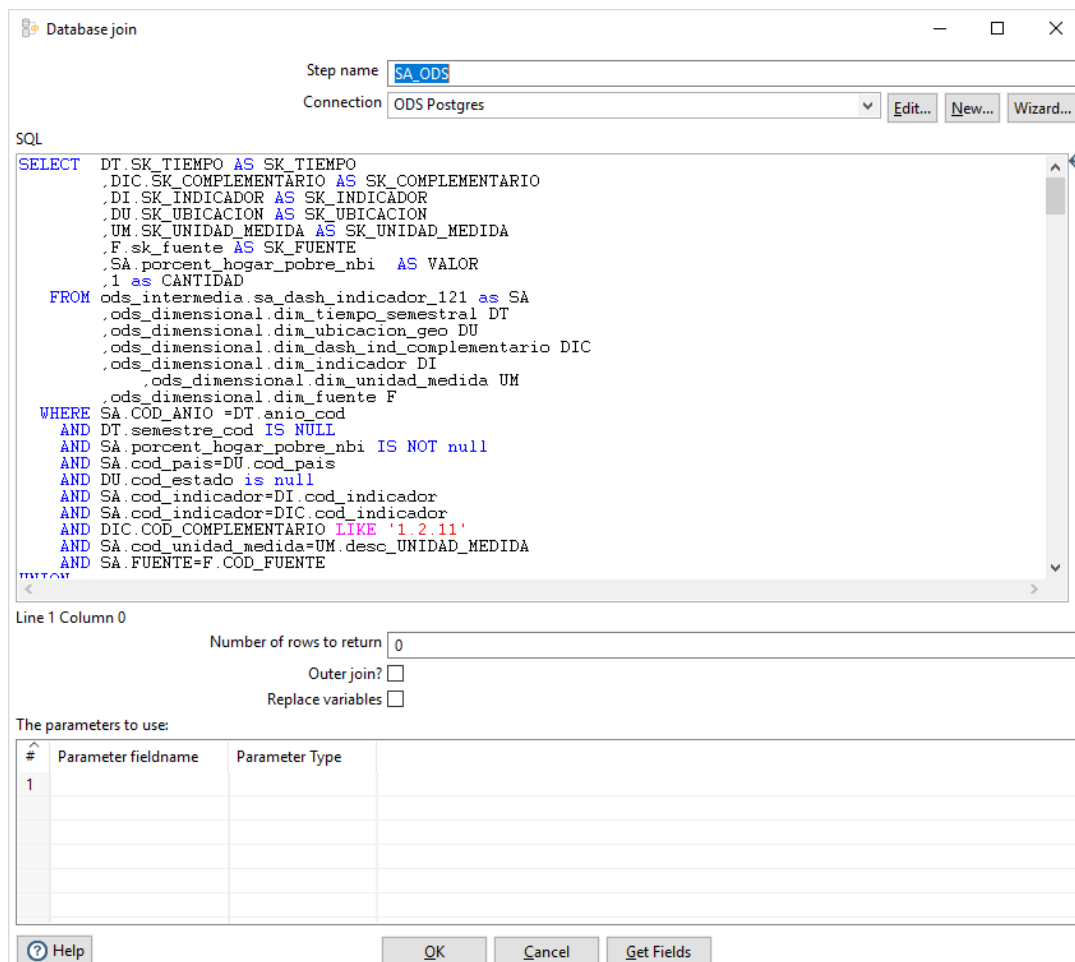 Database join
Step name SA_ODS
Connection ODS Postgres Edit... New... Wizard...
SQL
SELECT DT.SK_TIEMPO AS SK_TIEMPO
,DIC.SK_COMPLEMENTARIO AS SK_COMPLEMENTARIO
,DI.SK_INDICADOR AS SK_INDICADOR
,DU.SK_UBICACION AS SK_UBICACION
,UM.SK_UNIDAD_MEDIDA AS SK_UNIDAD_MEDIDA
,F.sk_fuente AS SK_FUENTE
,SA.porcent_hogar_pobre_nbi AS VALOR
,1 as CANTIDAD
FROM ods_intermedia.sa_dash_indicador_121 as SA
,ods_dimensional.dim_tiempo_semestral DT
,ods_dimensional.dim_ubicacion_geo DU
,ods_dimensional.dim_dash_ind_complementario DIC
,ods_dimensional.dim_indicador DI
,ods_dimensional.dim_unidad_medida UM
,ods_dimensional.dim_fuente F
WHERE SA.COD_ANIO =DT.anio_cod
AND DT.semestre_cod IS NULL
AND SA.porcent_hogar_pobre_nbi IS NOT null
AND SA.cod_pais=DU.cod_pais
AND DU.cod_estado is null
AND SA.cod_indicador=DI.cod_indicador
AND SA.cod_indicador=DIC.cod_indicador
AND DIC.COD_COMPLEMENTARIO LIKE '1.2.11'
AND SA.cod_unidad_medida=UM.desc_UNIDAD_MEDIDA
AND SA.FUENTE=F.COD_FUENTE
UNION
Line 1 Column 0
Number of rows to return 0
Outer join?
Replace variables
The parameters to use:
# Parameter fieldname Parameter Type
1
? Help OK Cancel Get Fields